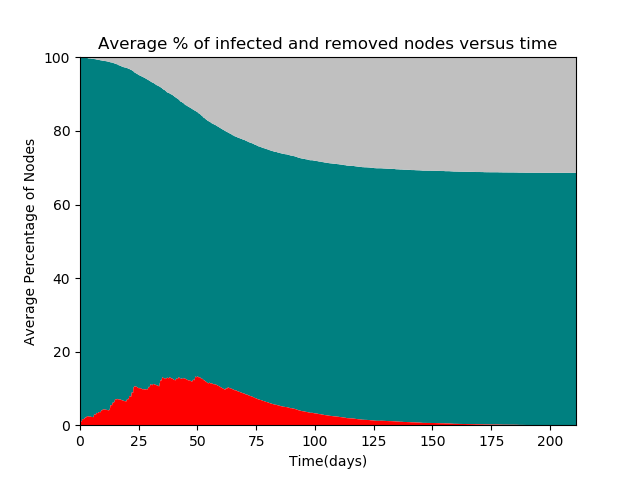 Average % of infected and removed nodes versus time
100
80
60
40
20
0
Average Percentage of Nodes
0 25 50 75 100 125 150 175 200
Time(days)